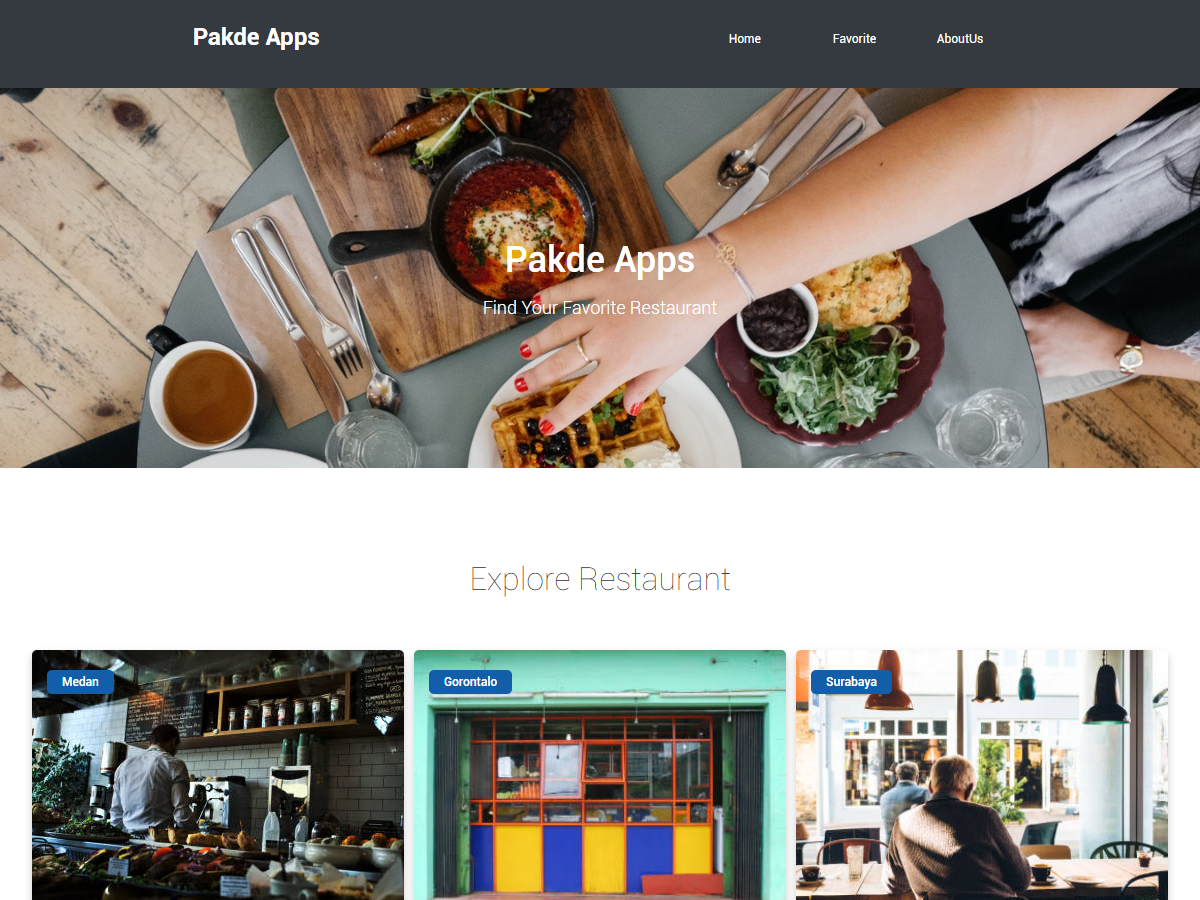 Pakde Apps
Home
Favorite
AboutUs
Pakde Apps
Find Your Favorite Restaurant
Explore Restaurant
Medan
Gorontalo
Surabaya